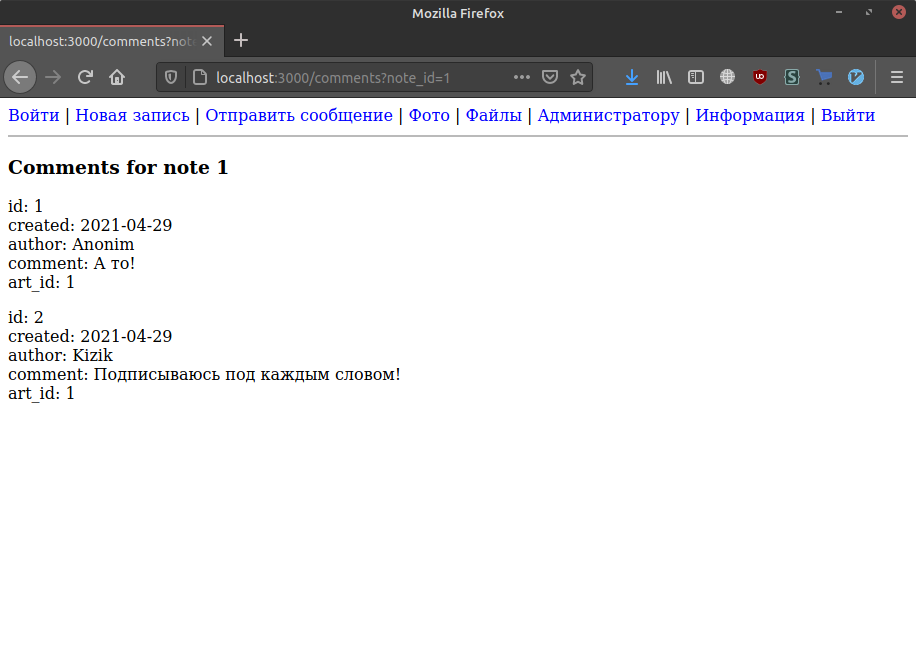 Mozilla Firefox
localhost:3000/comments?not
localhost:3000/comments?note_id=1
Войти | Новая запись | Отправить сообщение | Фото | Файлы | Администратору | Информация | Выйти
Comments for note 1
id: 1
created: 2021-04-29
author: Anonim
comment: А то!
art_id: 1
id: 2
created: 2021-04-29
author: Kizik
comment: Подписываюсь под каждым словом!
art_id: 1